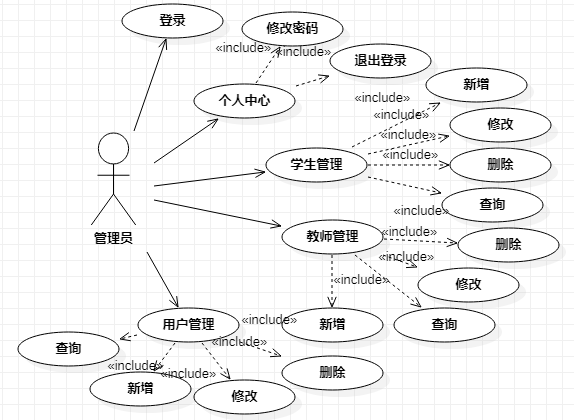 登录
修改密码
«include»
«include»
退出登录
个人中心
新增
«include»
«include»
修改
«include»
学生管理
«include»
删除
查询
«include»
管理员
教师管理
«include»
删除
«include»
修改
«include»
用户管理
«include»
新增
查询
«include»
查询
«include»
«include»
删除
新增
修改